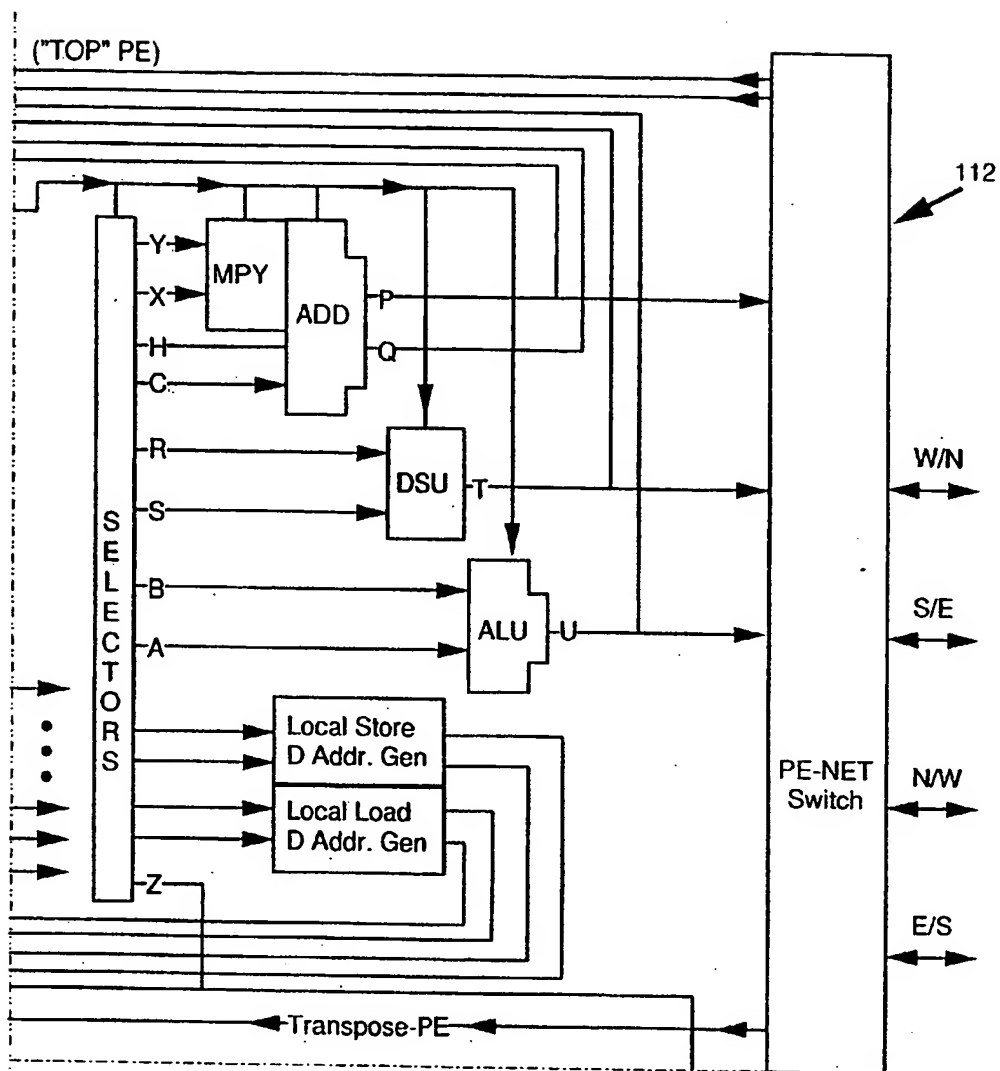 ("TOP" PE)
112
Y
MPY
X
ADD
P
H
Q
C
R
DSU
T
S
W/N
SELECTORS
B
ALU
U
S/E
A
Local Store
D Addr. Gen
PE-NET
Switch
N/W
Local Load
D Addr. Gen
Z
E/S
Transpose-PE